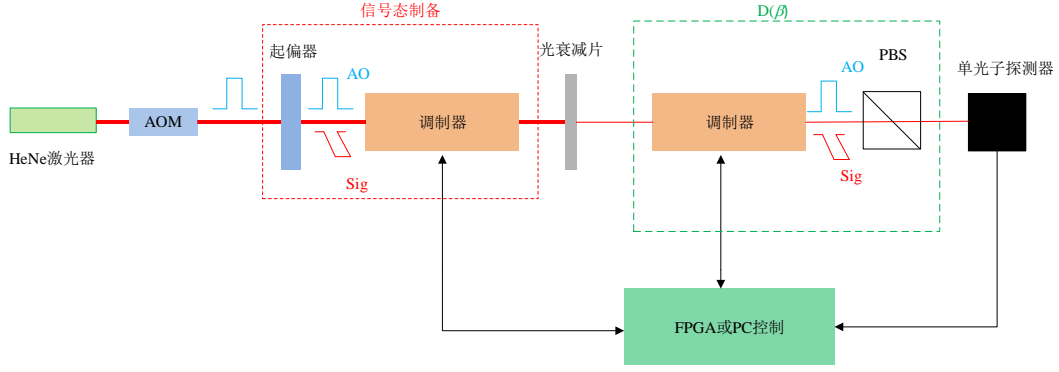 信号态制备
D(β)
起偏器
光衰减片
PBS
单光子探测器
AO
AO
AOM
调制器
调制器
HeNe激光器
Sig
Sig
FPGA或PC控制